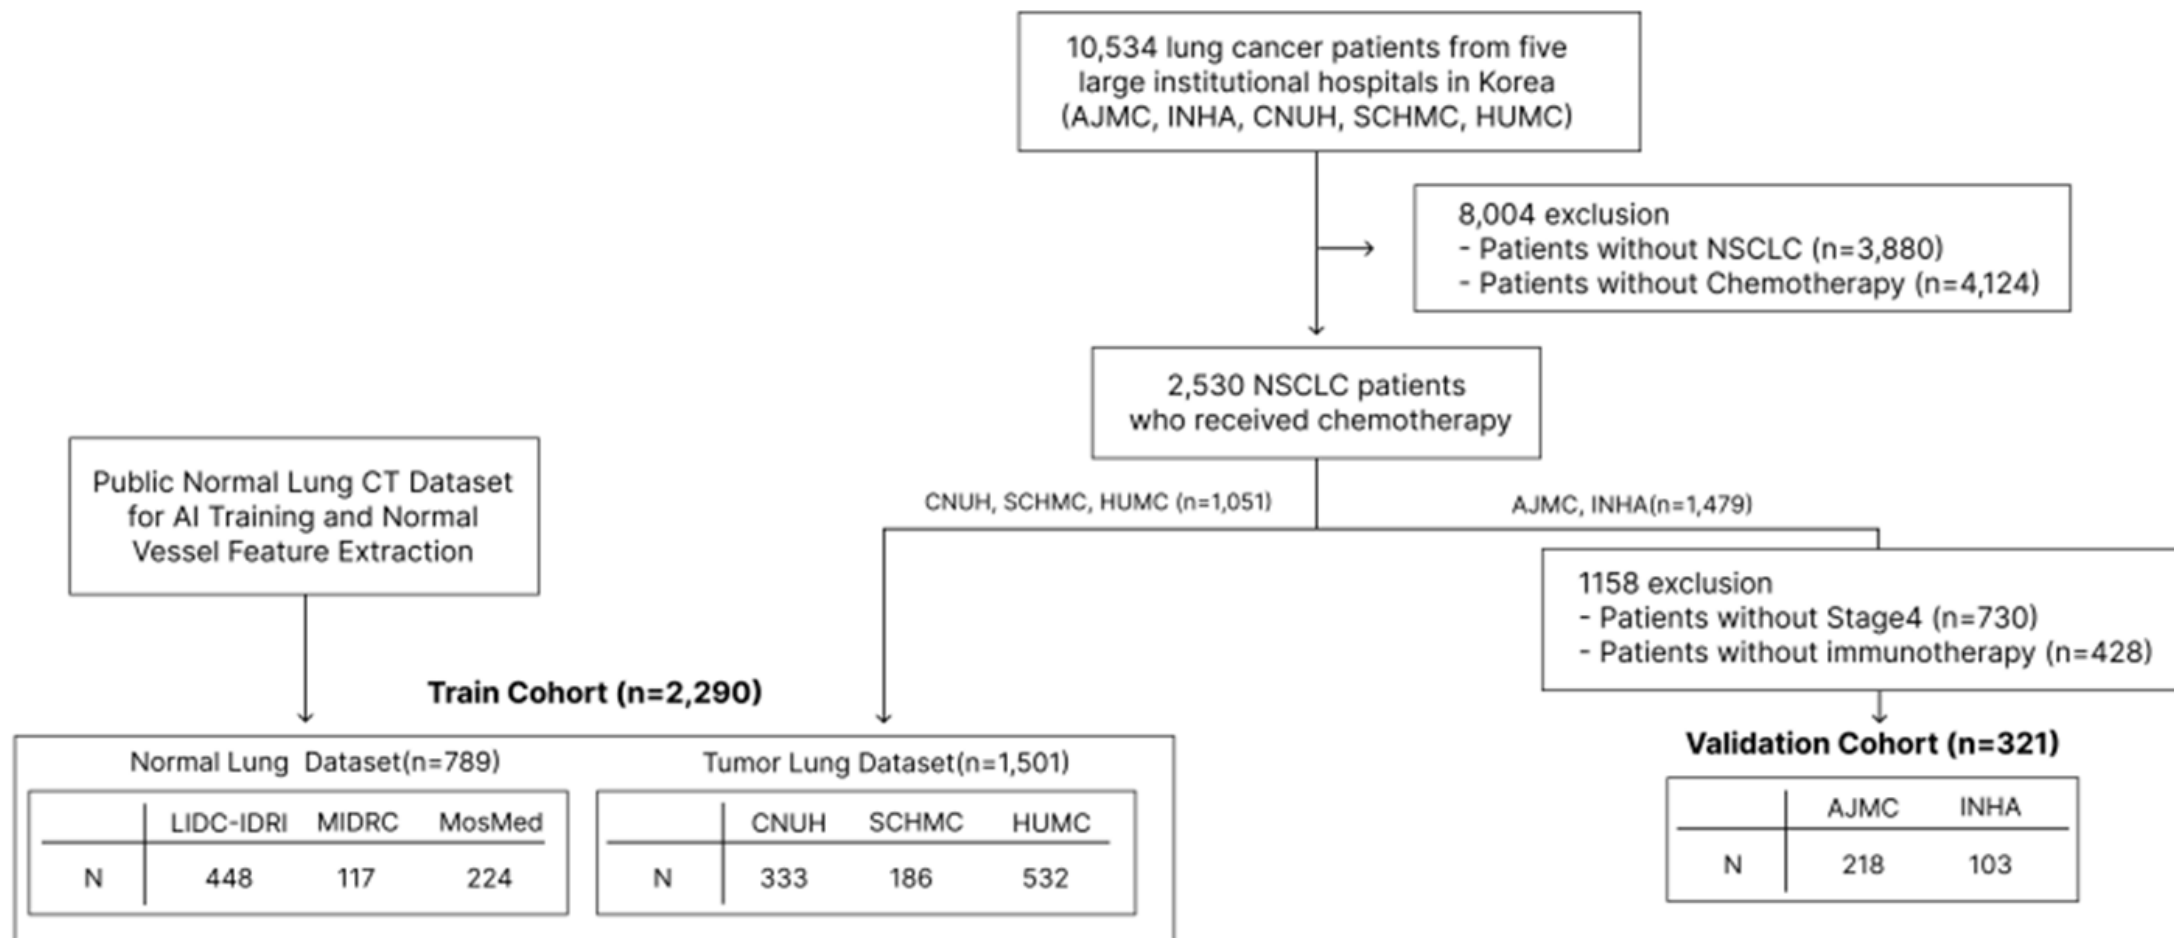 10,534 lung cancer patients from five
large institutional hospitals in Korea
(AJMC, INHA, CNUH, SCHMC, HUMC)
8,004 exclusion
- Patients without NSCLC (n=3,880)
- Patients without Chemotherapy (n=4,124)
2,530 NSCLC patients
who received chemotherapy
Public Normal Lung CT Dataset
for AI Training and Normal
Vessel Feature Extraction
CNUH, SCHMC, HUMC (n=1,051)
AJMC, INHA(n=1,479)
1158 exclusion
- Patients without Stage4 (n=730)
- Patients without immunotherapy (n=428)
Train Cohort (n=2,290)
Normal Lung Dataset(n=789)
LIDC-IDRI MIDRC MosMed
N 448 117 224
Tumor Lung Dataset(n=1,501)
CNUH SCHMC HUMC
N 333 186 532
Validation Cohort (n=321)
AJMC INHA
N 218 103